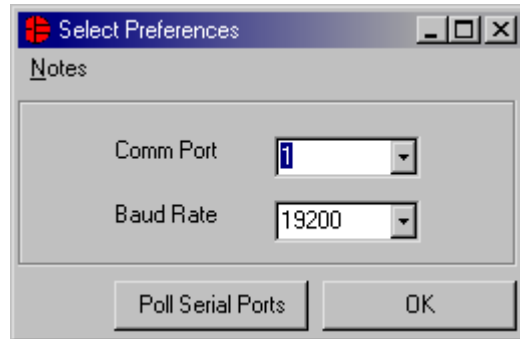 Select Preferences
Notes
Comm Port
1
Baud Rate
19200
Poll Serial Ports
OK